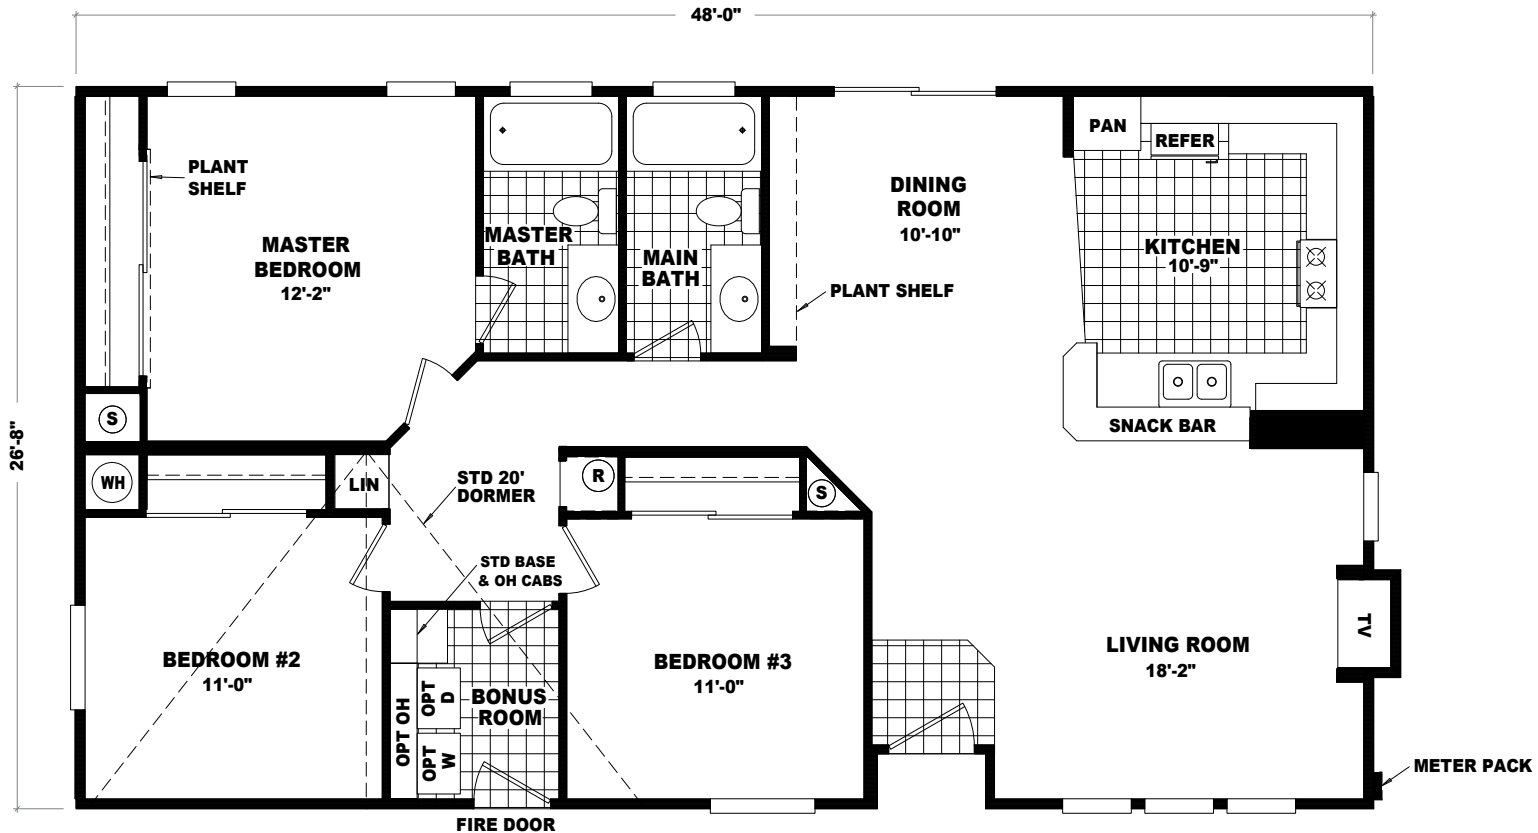 48'-0"
26'-8"
PLANT
SHELF
MASTER
BEDROOM
12'-2"
MASTER
BATH
MAIN
BATH
DINING
ROOM
10'-10"
PLANT SHELF
PAN
REFER
KITCHEN
10'-9"
SNACK BAR
S
WH
LIN
STD 20'
DORMER
R
S
STD BASE
& OH CABS
BEDROOM #2
11'-0"
OPT OH
OPT
D
OPT
W
BONUS
ROOM
BEDROOM #3
11'-0"
LIVING ROOM
18'-2"
TV
METER PACK
FIRE DOOR